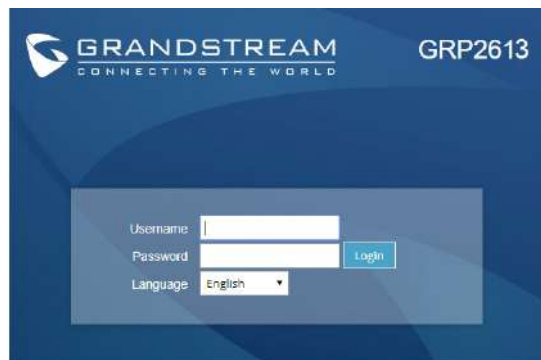 GRANDSTREAM
CONNECTING THE WORLD
GRP2613
Username
Password
Login
Language
English